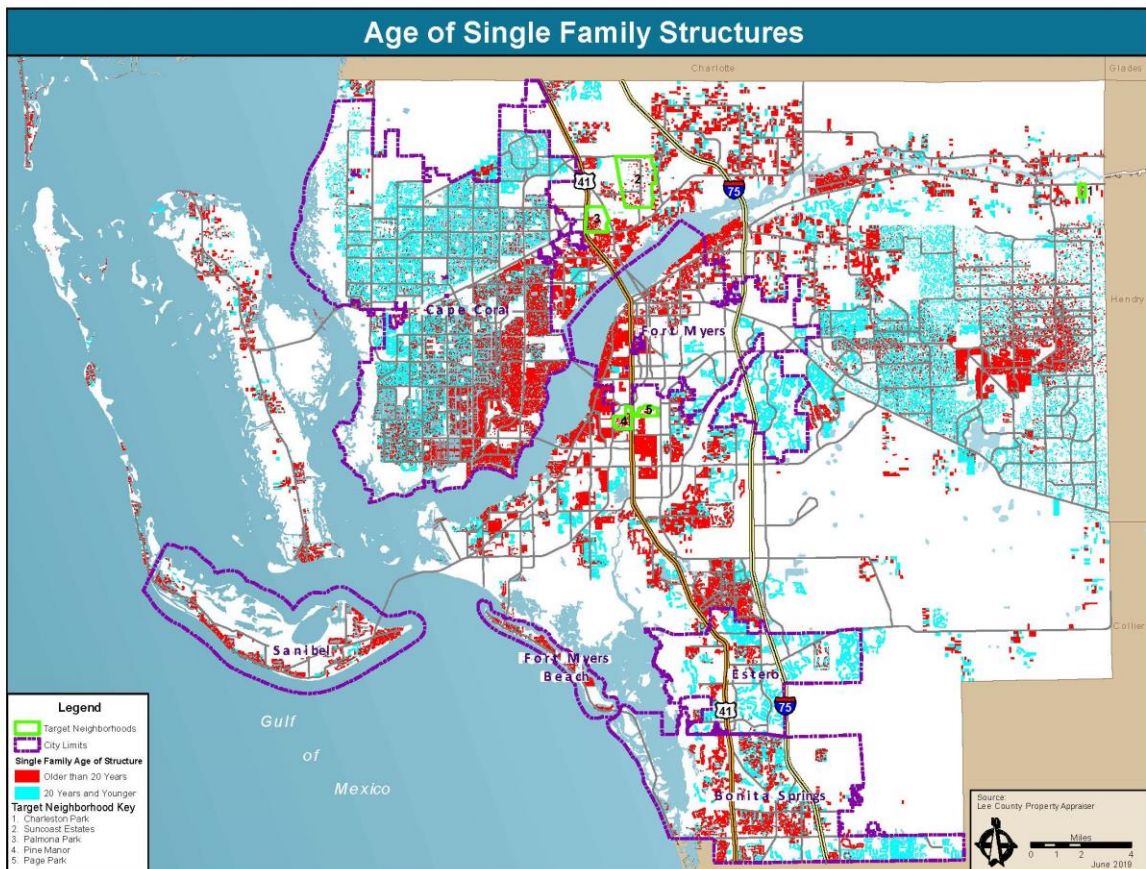 Age of Single Family Structures
Charlotte
Glades
41
2
75
1
3
Hendry
Cape Coral
Fort Myers
4
5
Collier
Sanibel
Fort Myers
Beach
Estero
41
75
Gulf
of
Mexico
Bonita Springs
Legend
Target Neighborhoods
City Limits
Single Family Age of Structure
Older than 20 Years
20 Years and Younger
Target Neighborhood Key
1. Charleston Park
2. Suncoast Estates
3. Palmona Park
4. Pine Manor
5. Page Park
Source:
Lee County Property Appraiser
Miles
0 1 2 4
June 2019